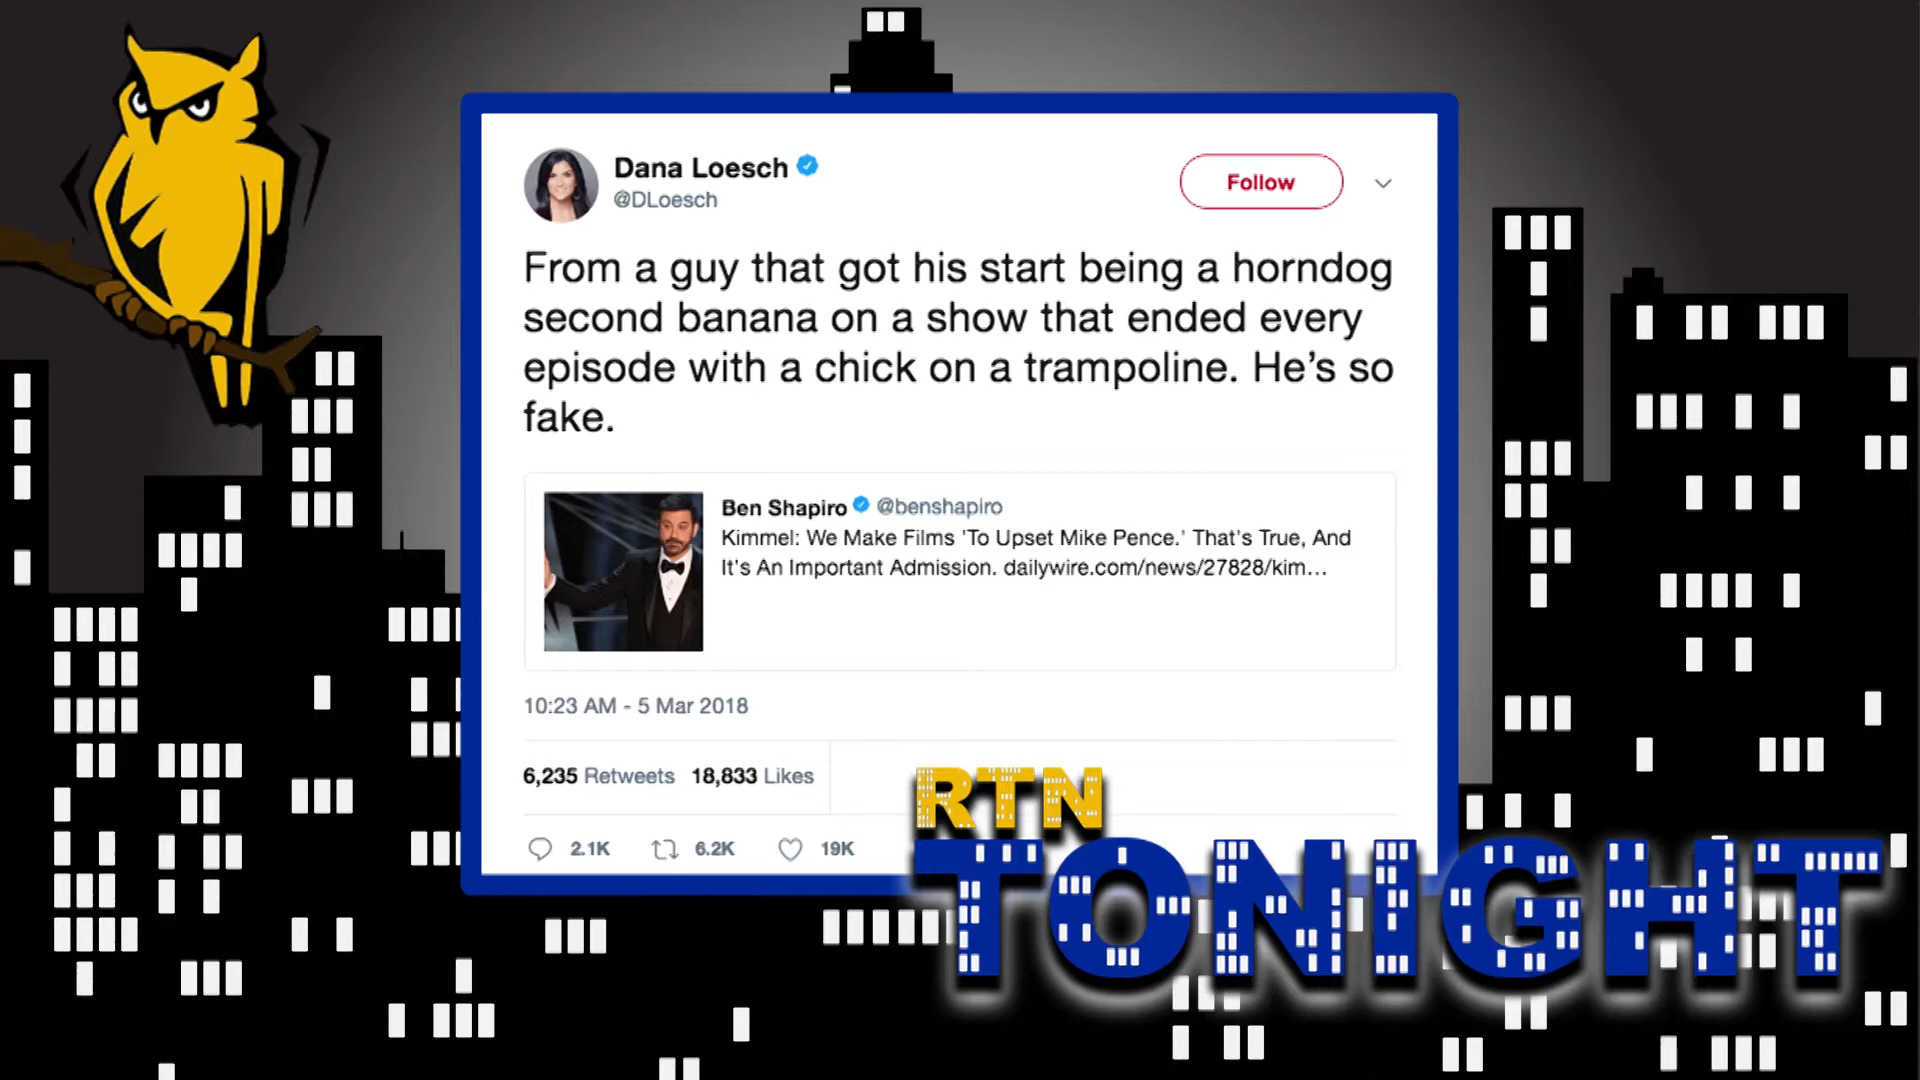 Dana Loesch
@DLoesch
Follow
From a guy that got his start being a horndog
second banana on a show that ended every
episode with a chick on a trampoline. He’s so
fake.
Ben Shapiro @benshapiro
Kimmel: We Make Films 'To Upset Mike Pence.' That's True, And
It's An Important Admission. dailywire.com/news/27828/kim...
10:23 AM - 5 Mar 2018
6,235 Retweets 18,833 Likes
2.1K 6.2K 19K
RTN
TONIGHT